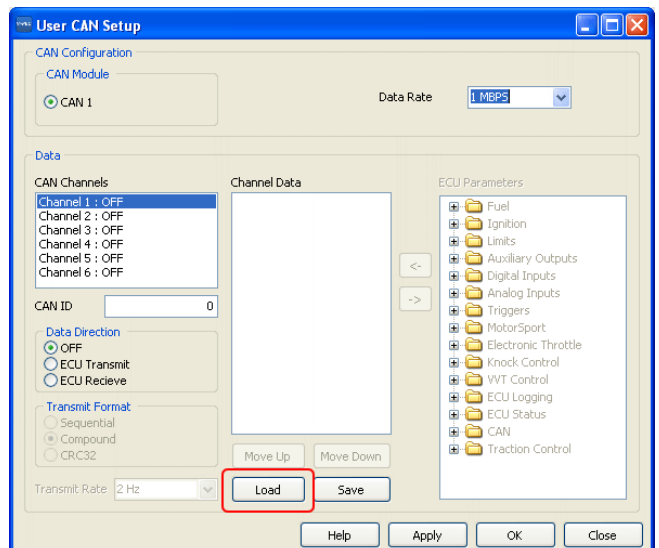 User CAN Setup
CAN Configuration
CAN Module
CAN 1
Data Rate
1 MBPS
Data
CAN Channels
Channel 1 : OFF
Channel 2 : OFF
Channel 3 : OFF
Channel 4 : OFF
Channel 5 : OFF
Channel 6 : OFF
CAN ID
0
Data Direction
OFF
ECU Transmit
ECU Recieve
Transmit Format
Sequential
Compound
CRC32
Transmit Rate 2 Hz
Channel Data
Move Up Move Down
Load Save
<-
->
ECU Parameters
Fuel
Ignition
Limits
Auxiliary Outputs
Digital Inputs
Analog Inputs
Triggers
MotorSport
Electronic Throttle
Knock Control
VVT Control
ECU Logging
ECU Status
CAN
Traction Control
Help Apply OK Close